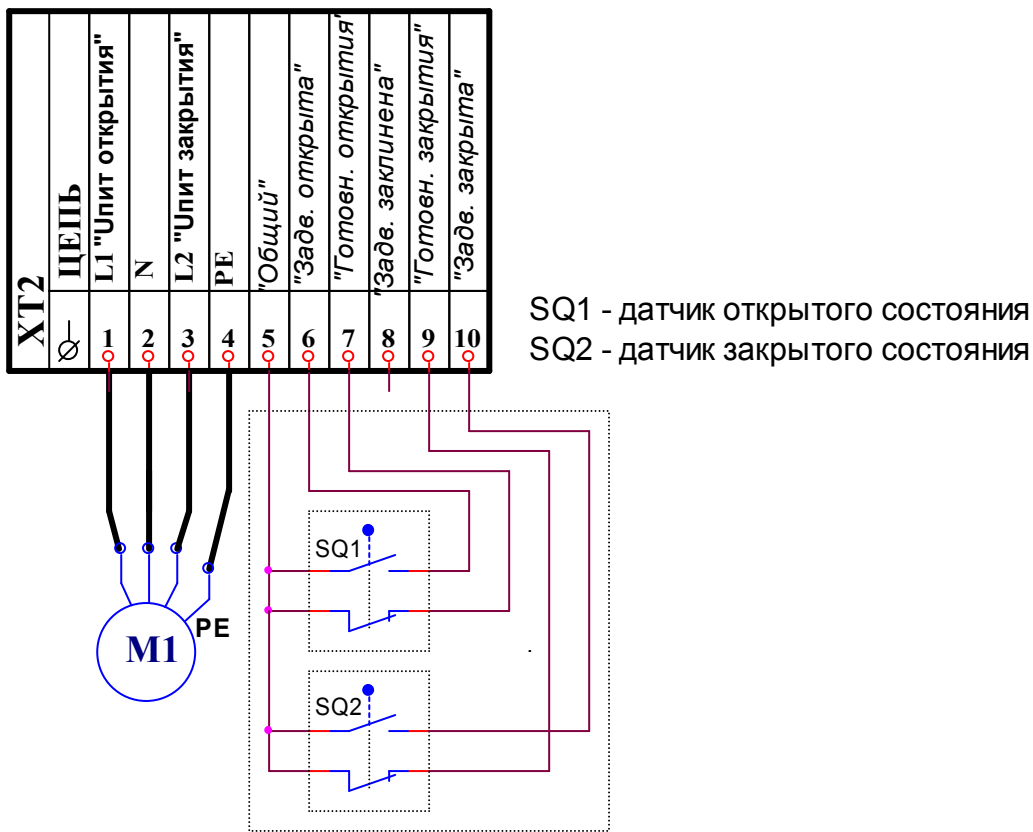 XT2
ЦЕПЬ
L1 "Uпит открытия"
N
L2 "Uпит закрытия"
PE
"Общий"
"Задв. открыта"
"Готовн. открытия"
"Задв. заклинена"
"Готовн. закрытия"
"Задв. закрыта"
1 2 3 4 5 6 7 8 9 10
SQ1 - датчик открытого состояния
SQ2 - датчик закрытого состояния
SQ1
PE
M1
SQ2